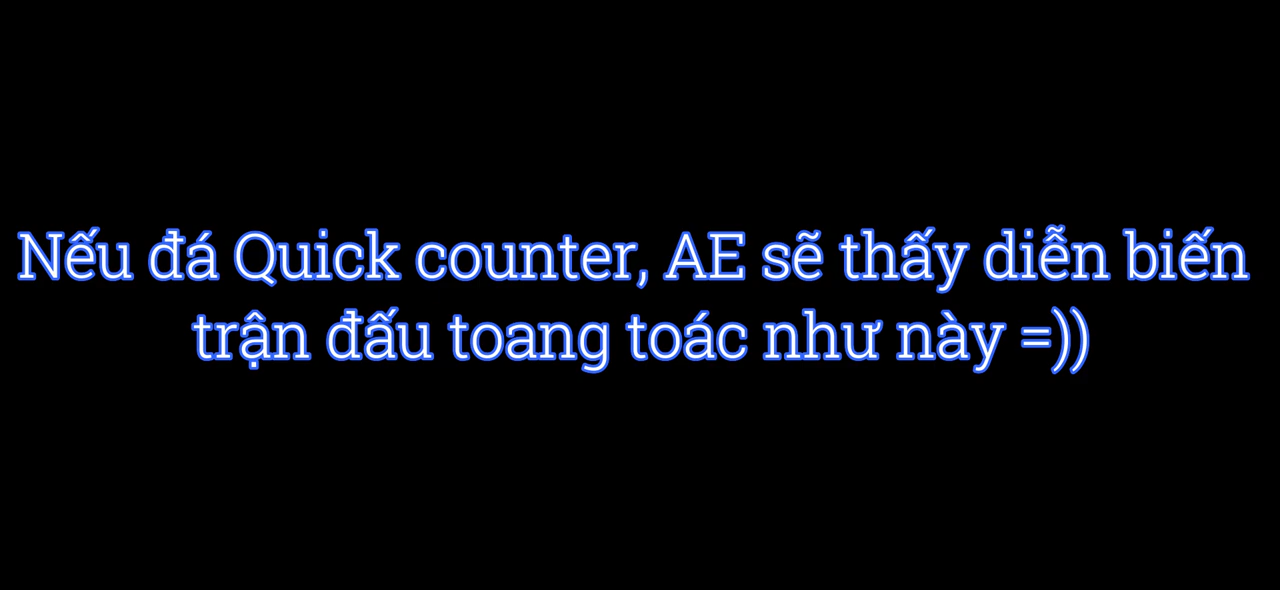 Nếu đá Quick counter, AE sẽ thấy diễn biến
trận đấu toang toác như này =))